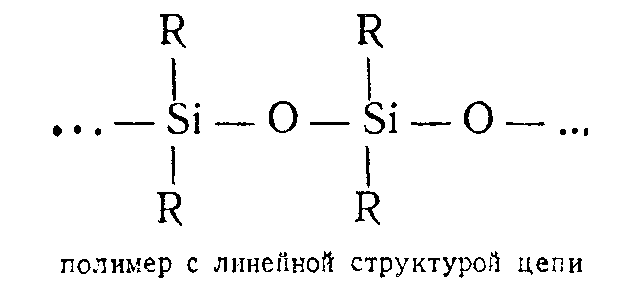 R R
... — Si — O — Si — O — ...
R R
полимер с линейной структурой цепи